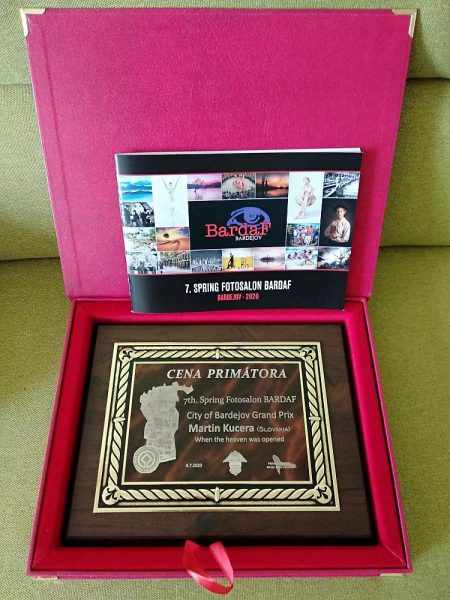 BardaF
BARDEJOV
7. SPRING FOTOSALON BARDAF
BARDEJOV - 2020
CENA PRIMÁTORA
7th. Spring Fotosalon BARDAF
City of Bardejov Grand Prix
Martin Kucera (SLOVAKIA)
When the heaven was opened
4.7.2020